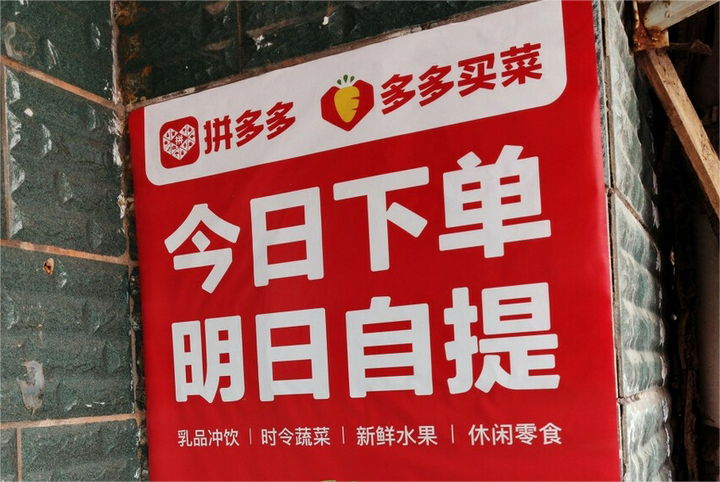 拼多多 多多买菜
今日下单
明日自提
乳品冲饮 | 时令蔬菜 | 新鲜水果 | 休闲零食